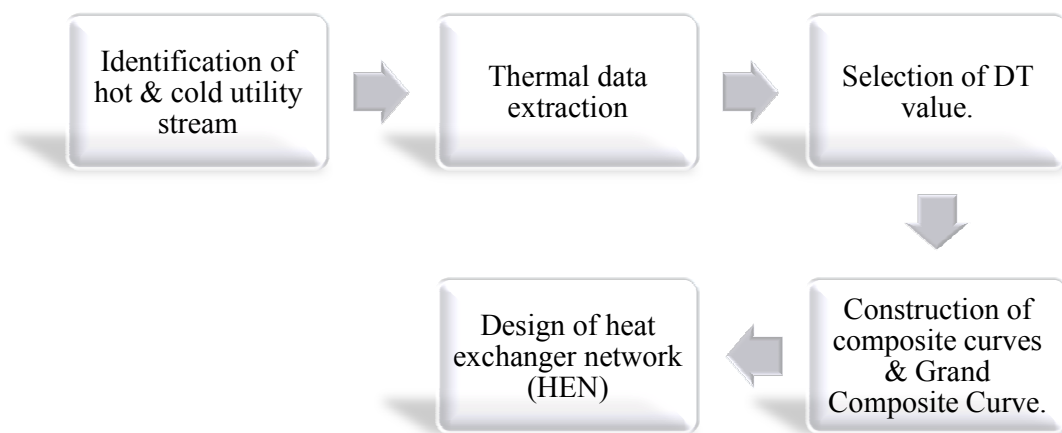 Identification of
hot & cold utility
stream
Thermal data
extraction
Selection of DT
value.
Construction of
composite curves
& Grand
Composite Curve.
Design of heat
exchanger network
(HEN)